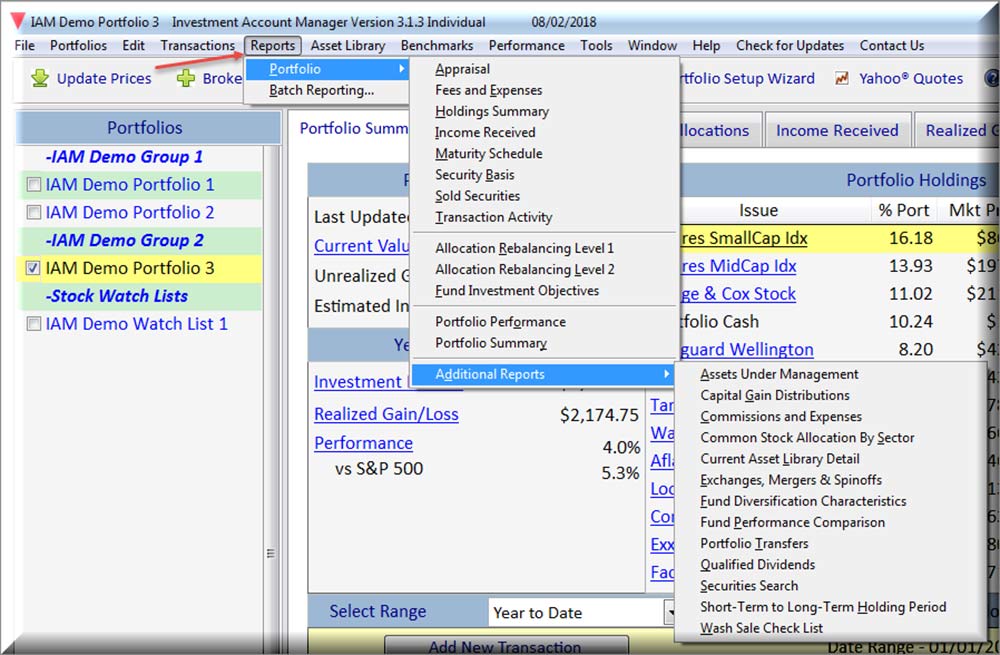 IAM Demo Portfolio 3 Investment Account Manager Version 3.1.3 Individual 08/02/2018
File Portfolios Edit Transactions Reports Asset Library Benchmarks Performance Tools Window Help Check for Updates Contact Us
Update Prices Broke rtfolio Setup Wizard Yahoo® Quotes
Portfolio
Batch Reporting...
Appraisal
Fees and Expenses
Holdings Summary
Income Received
Maturity Schedule
Security Basis
Sold Securities
Transaction Activity
Allocation Rebalancing Level 1
Allocation Rebalancing Level 2
Fund Investment Objectives
Portfolio Performance
Portfolio Summary
Additional Reports
Assets Under Management
Capital Gain Distributions
Commissions and Expenses
Common Stock Allocation By Sector
Current Asset Library Detail
Exchanges, Mergers & Spinoffs
Fund Diversification Characteristics
Fund Performance Comparison
Portfolio Transfers
Qualified Dividends
Securities Search
Short-Term to Long-Term Holding Period
Wash Sale Check List
Portfolios
-IAM Demo Group 1
IAM Demo Portfolio 1
IAM Demo Portfolio 2
-IAM Demo Group 2
IAM Demo Portfolio 3
-Stock Watch Lists
IAM Demo Watch List 1
Portfolio Summ llocations Income Received Realized G
Last Update
Current Valu
Unrealized G
Estimated In
Ye
Investment
Realized Gain/Loss $2,174.75
Performance 4.0%
vs S&P 500 5.3%
Portfolio Holdings
Issue % Port Mkt Pr
res SmallCap Idx 16.18 $8
res MidCap Idx 13.93 $19
ge & Cox Stock 11.02 $21
tfolio Cash 10.24 $
guard Wellington 8.20 $4
Tar
Wa
Afl
Loc
Cor
Exx
Fac
Select Range Year to Date
Add New Transaction Date Range - 01/01/20